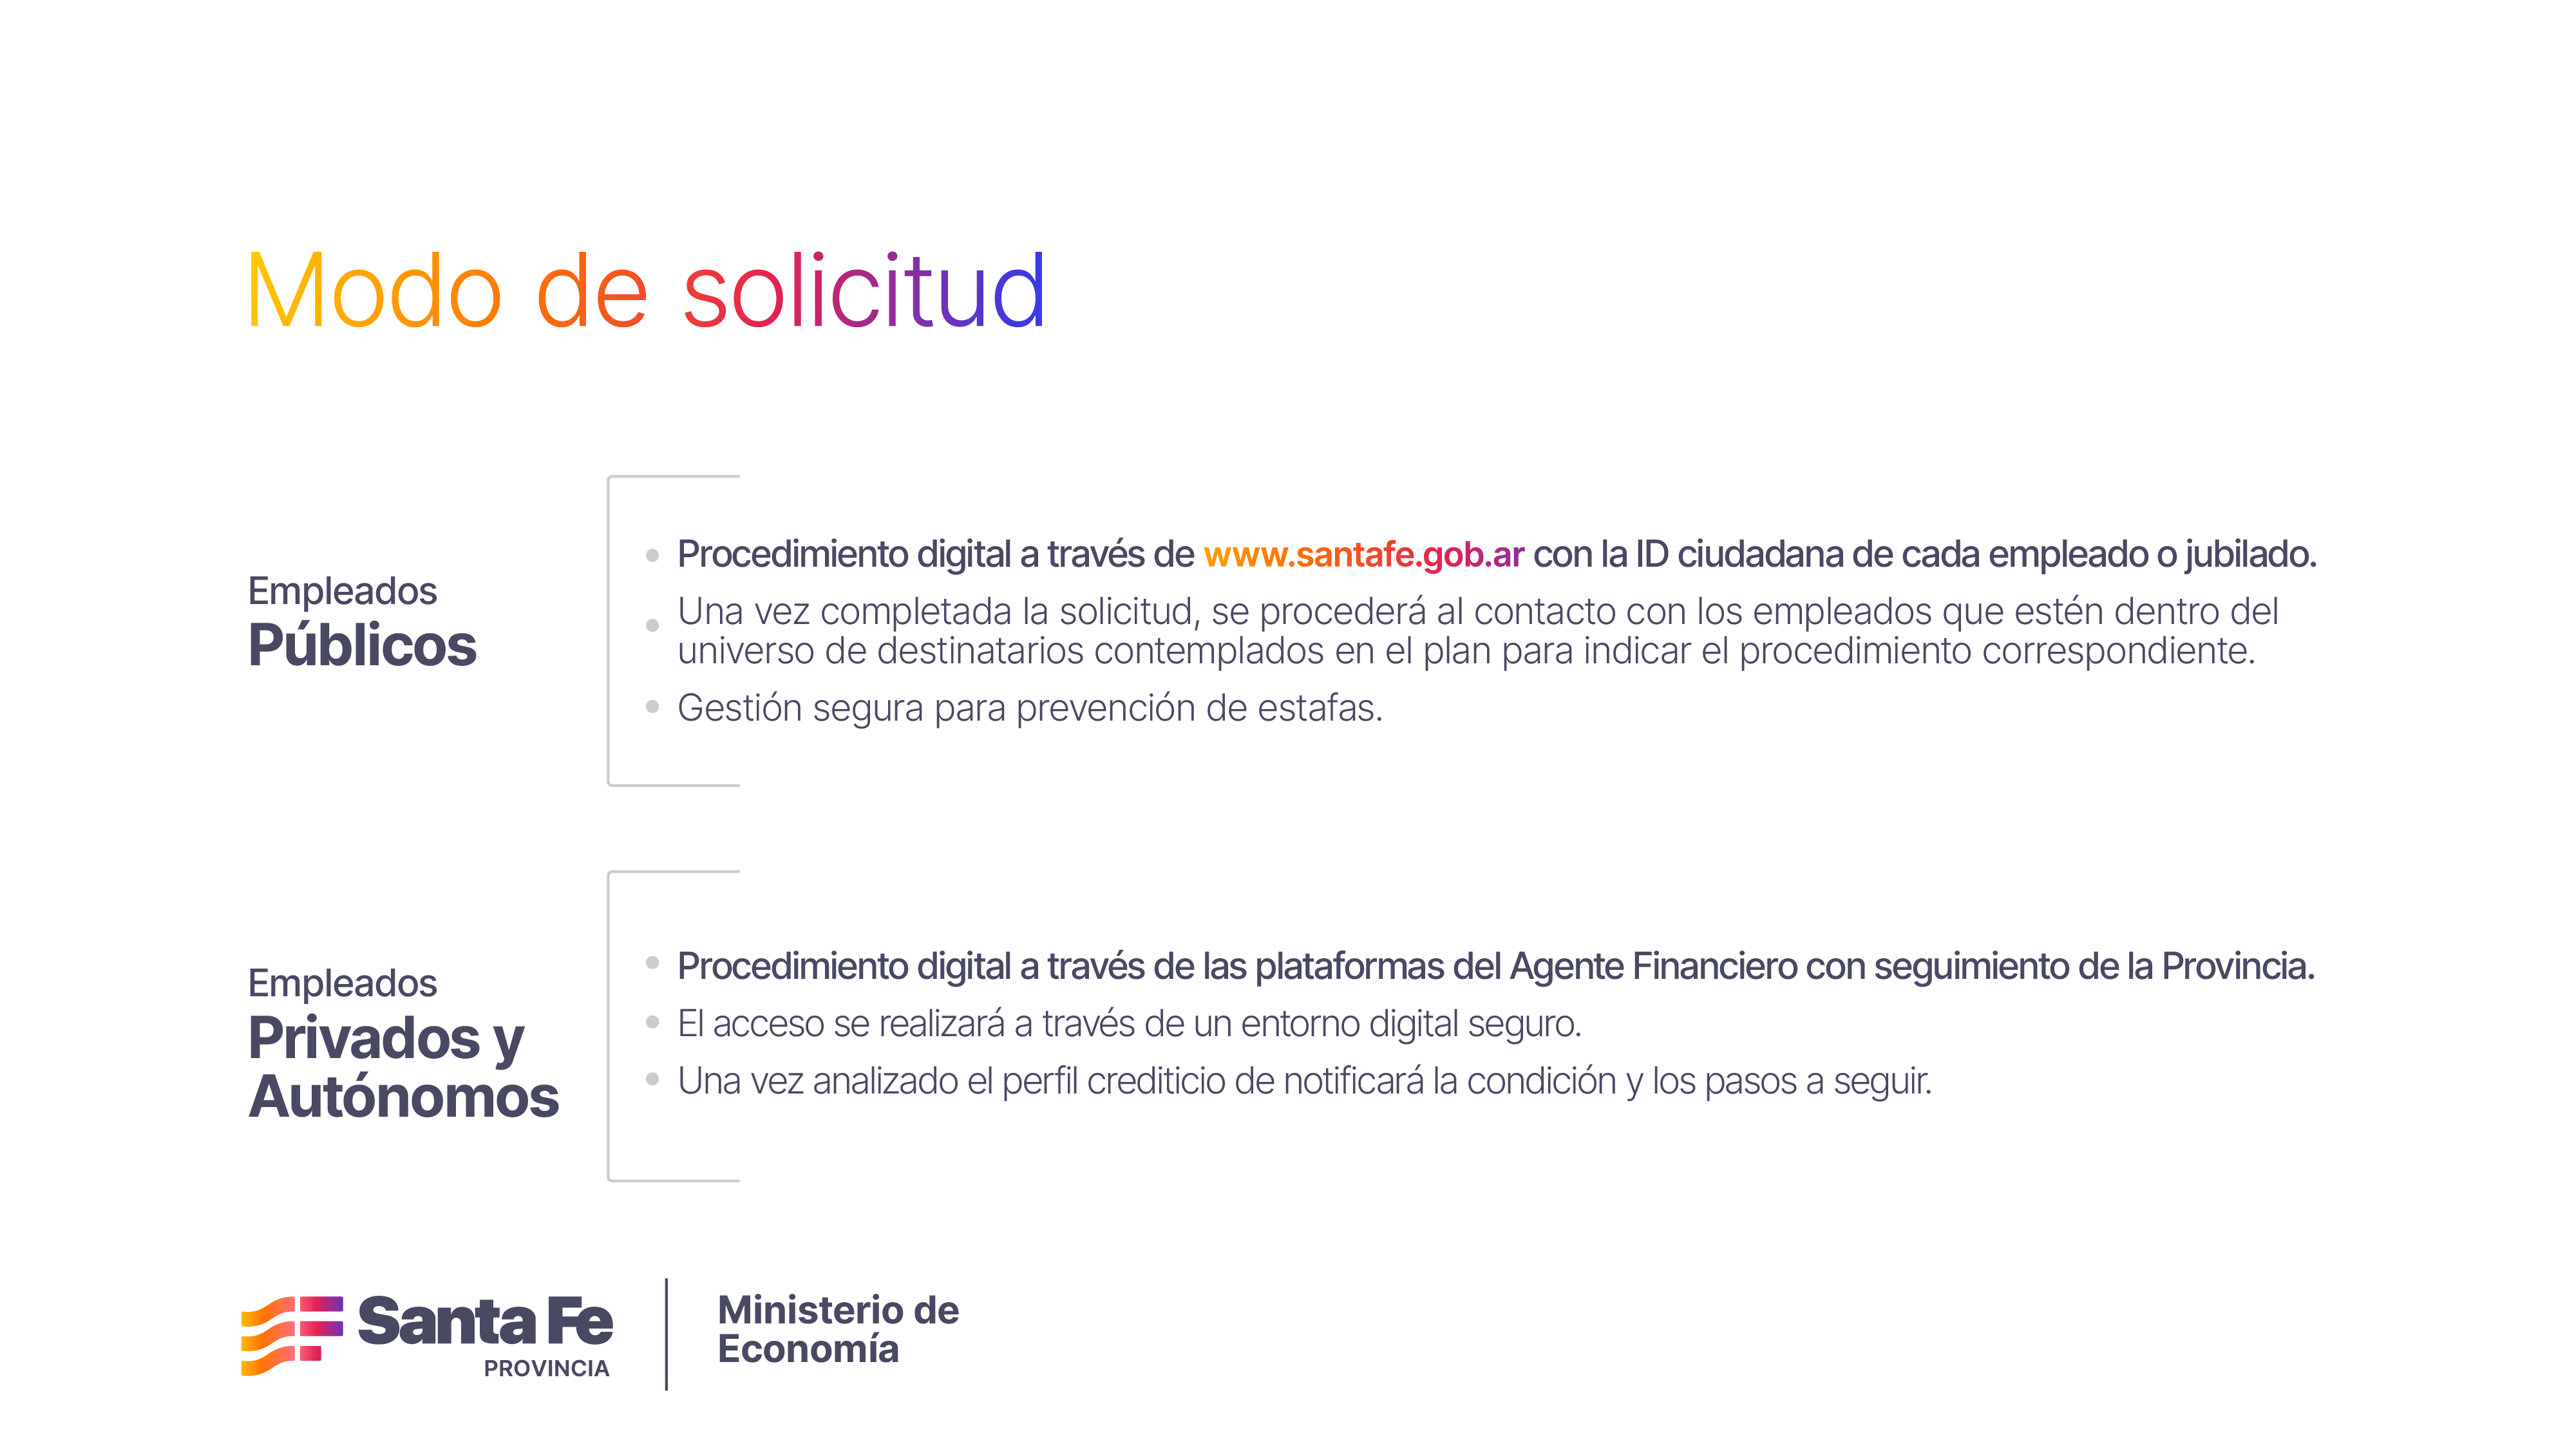 Modo de solicitud
Empleados
Públicos
Procedimiento digital a través de www.santafe.gob.ar con la ID ciudadana de cada empleado o jubilado.
Una vez completada la solicitud, se procederá al contacto con los empleados que estén dentro del
universo de destinatarios contemplados en el plan para indicar el procedimiento correspondiente.
Gestión segura para prevención de estafas.
Empleados
Privados y
Autónomos
Procedimiento digital a través de las plataformas del Agente Financiero con seguimiento de la Provincia.
El acceso se realizará a través de un entorno digital seguro.
Una vez analizado el perfil crediticio de notificará la condición y los pasos a seguir.
Santa Fe
PROVINCIA
Ministerio de
Economía